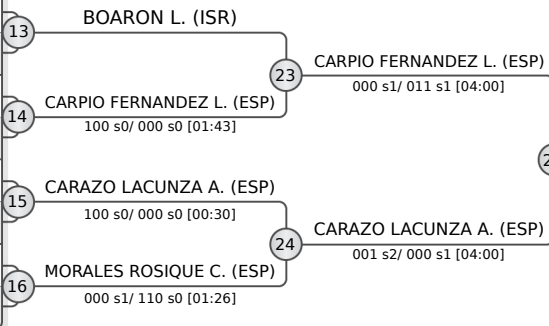 BOARON L. (ISR)
13
CARPIO FERNANDEZ L. (ESP)
23
000 s1/ 011 s1 [04:00]
CARPIO FERNANDEZ L. (ESP)
14
100 s0/ 000 s0 [01:43]
CARAZO LACUNZA A. (ESP)
15
100 s0/ 000 s0 [00:30]
CARAZO LACUNZA A. (ESP)
24
001 s2/ 000 s1 [04:00]
MORALES ROSIQUE C. (ESP)
16
000 s1/ 110 s0 [01:26]